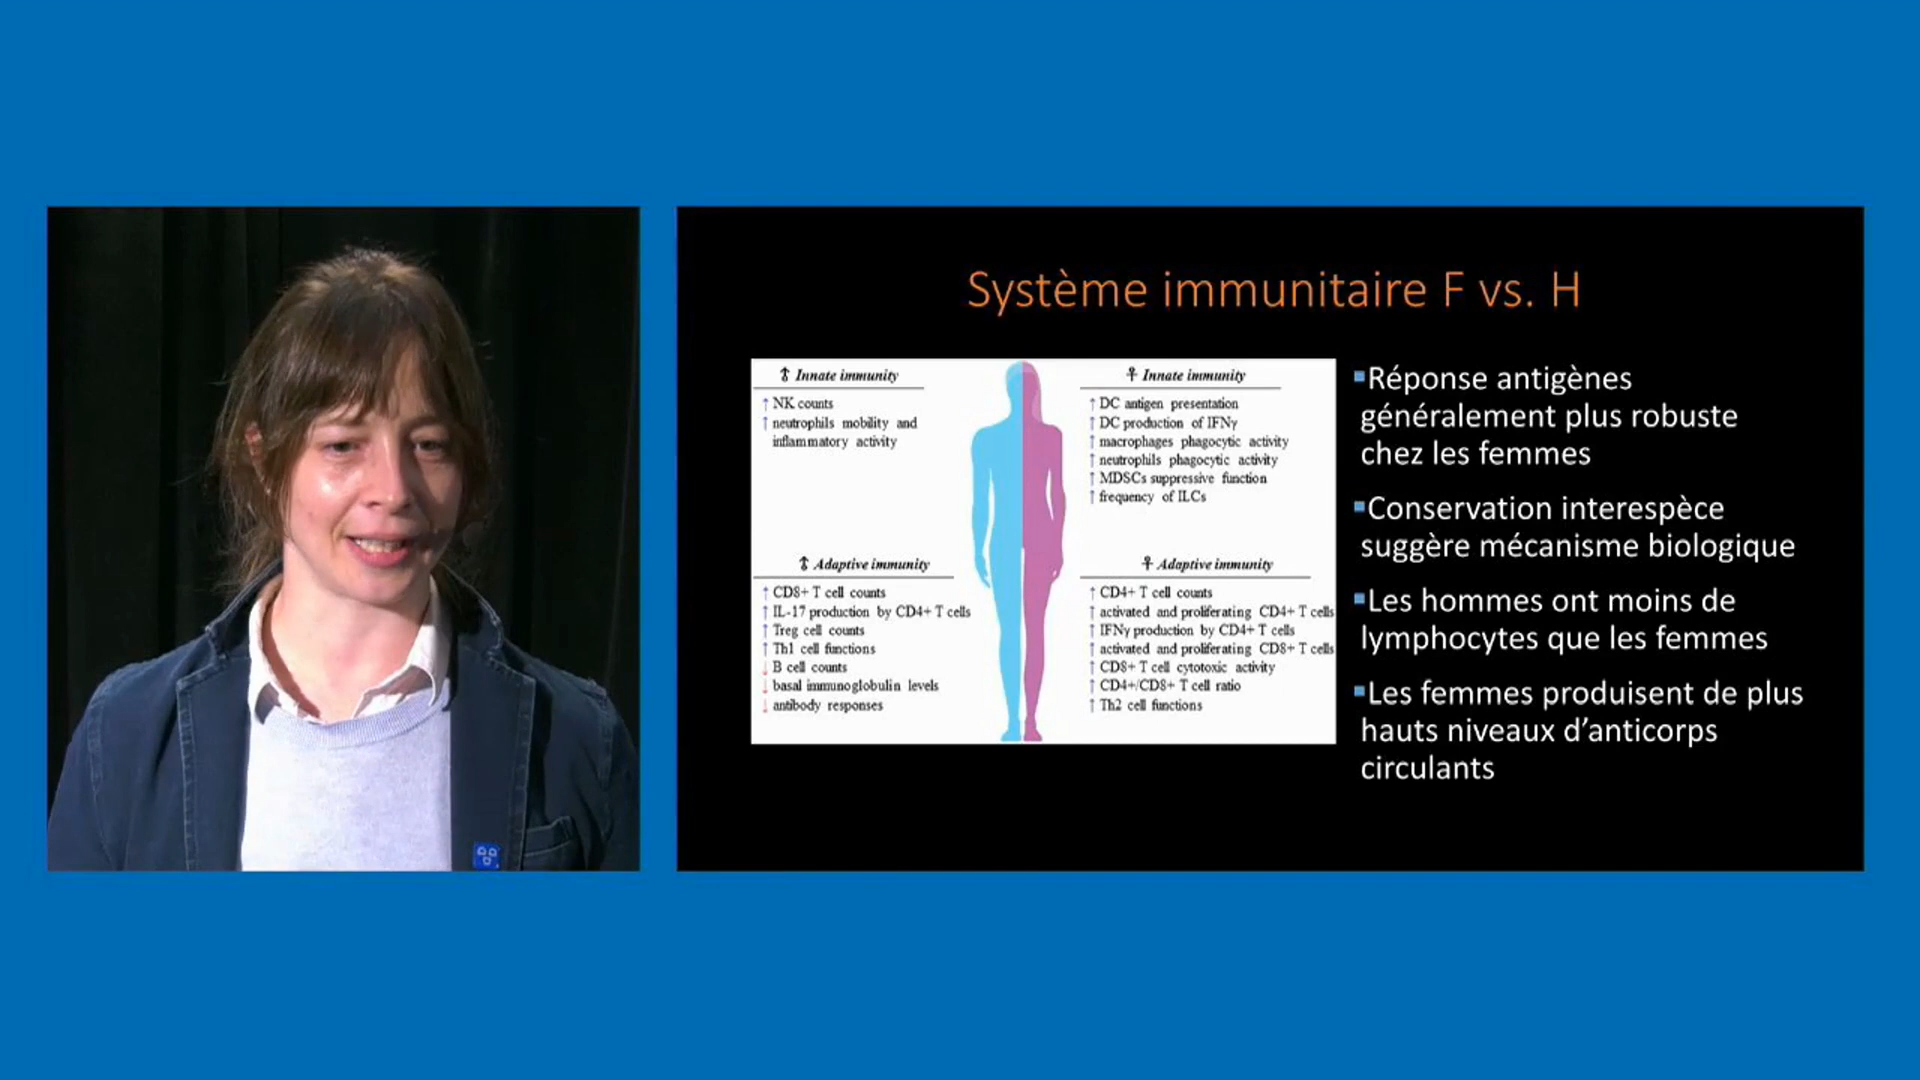 Système immunitaire F vs. H
Innate immunity
↑ NK counts
↑ neutrophils mobility and
inflammatory activity
Adaptive immunity
↑ CD8+ T cell counts
↑ IL-17 production by CD4+ T cells
↑ Treg cell counts
↑ Th1 cell functions
↓ B cell counts
↓ basal immunoglobulin levels
↓ antibody responses
♀ Innate immunity
↑ DC antigen presentation
↑ DC production of IFNγ
↑ macrophages phagocytic activity
↑ neutrophils phagocytic activity
↑ MDSCs suppressive function
↑ frequency of ILCs
♀ Adaptive immunity
↑ CD4+ T cell counts
↑ activated and proliferating CD4+ T cells
↑ IFNγ production by CD4+ T cells
↑ activated and proliferating CD8+ T cells
↑ CD8+ T cell cytotoxic activity
↑ CD4+/CD8+ T cell ratio
↑ Th2 cell functions
▪Réponse antigènes
généralement plus robuste
chez les femmes
▪Conservation interespèce
suggère mécanisme biologique
▪Les hommes ont moins de
lymphocytes que les femmes
▪Les femmes produisent de plus
hauts niveaux d’anticorps
circulants